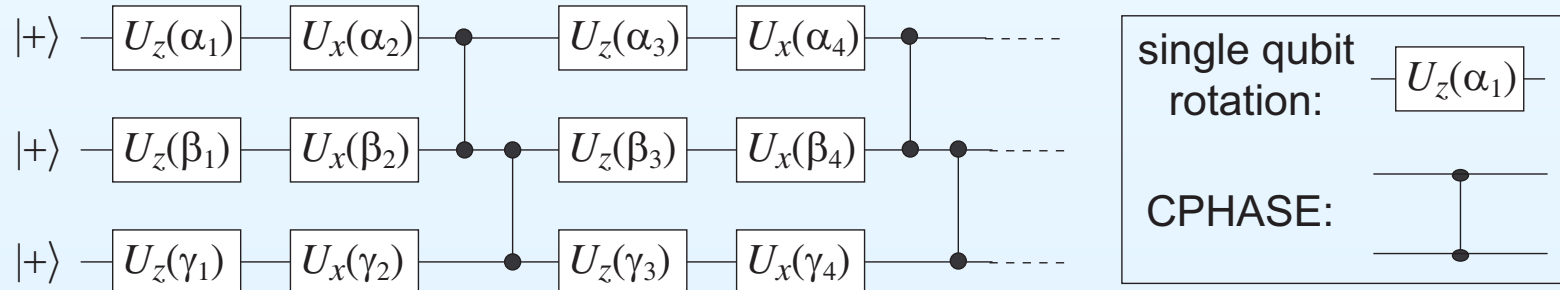 |+⟩ U_z(α₁) U_x(α₂) U_z(α₃) U_x(α₄)
|+⟩ U_z(β₁) U_x(β₂) U_z(β₃) U_x(β₄)
|+⟩ U_z(γ₁) U_x(γ₂) U_z(γ₃) U_x(γ₄)
single qubit
rotation: U_z(α₁)
CPHASE: